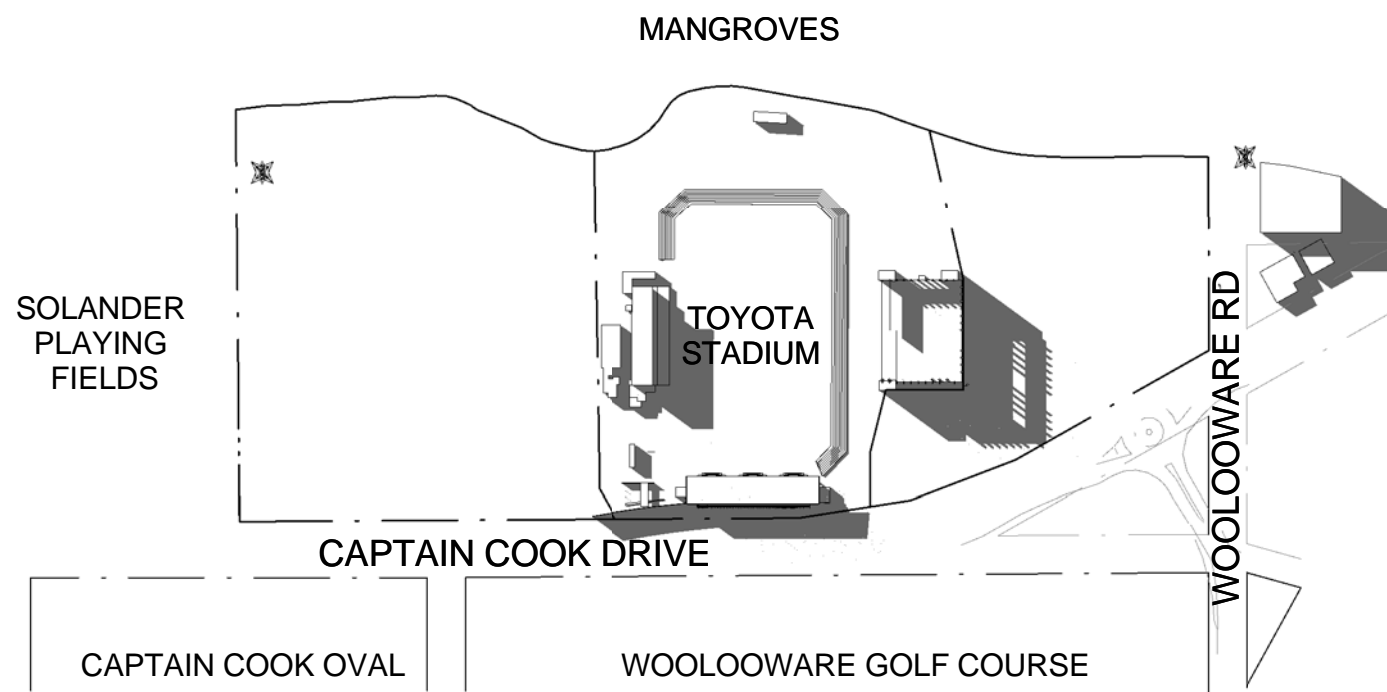 MANGROVES
SOLANDER
PLAYING
FIELDS
TOYOTA
STADIUM
WOOLOOWARE RD
CAPTAIN COOK DRIVE
CAPTAIN COOK OVAL
WOOLOOWARE GOLF COURSE